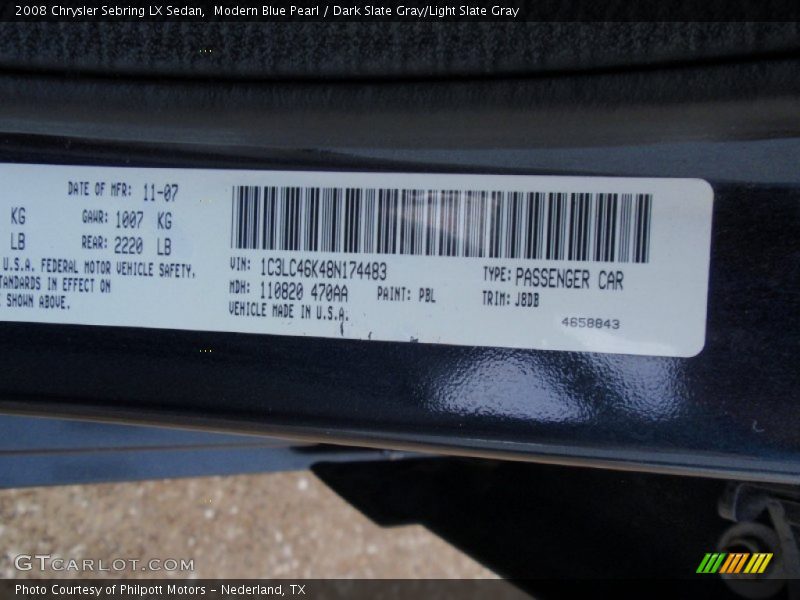 2008 Chrysler Sebring LX Sedan,  Modern Blue Pearl / Dark Slate Gray/Light Slate Gray
DATE OF MFR: 11-07
KG GAWR: 1007 KG
LB REAR: 2220 LB
U.S.A. FEDERAL MOTOR VEHICLE SAFETY.
TANDARDS IN EFFECT ON
SHOWN ABOVE.
VIN: 1C3LC46K48N174483
TYPE: PASSENGER CAR
MDH: 110820 470AA PAINT: PBL
TRIM: J8DB
VEHICLE MADE IN U.S.A.
4658843
GTCARLOT.COM
Photo Courtesy of Philpott Motors - Nederland, TX